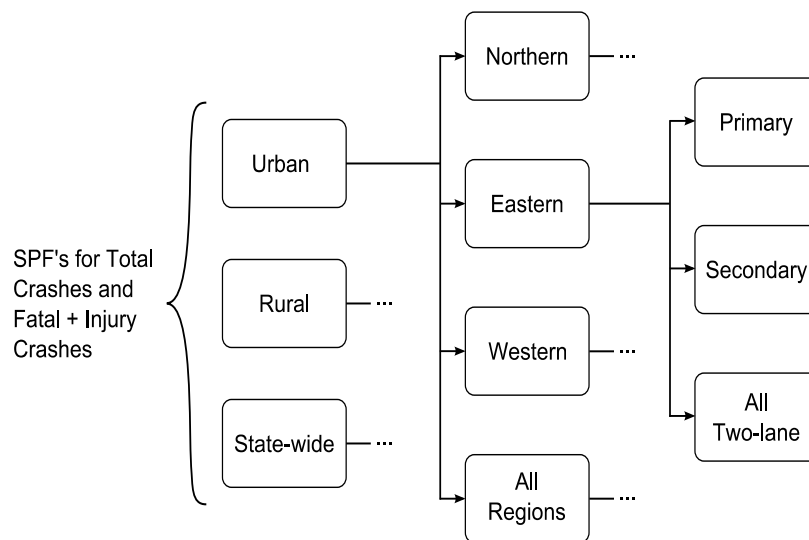 SPF's for Total
Crashes and
Fatal + Injury
Crashes
Urban
Rural
...
State-wide
...
Northern
...
Eastern
Western
...
All
Regions
...
Primary
Secondary
All
Two-lane